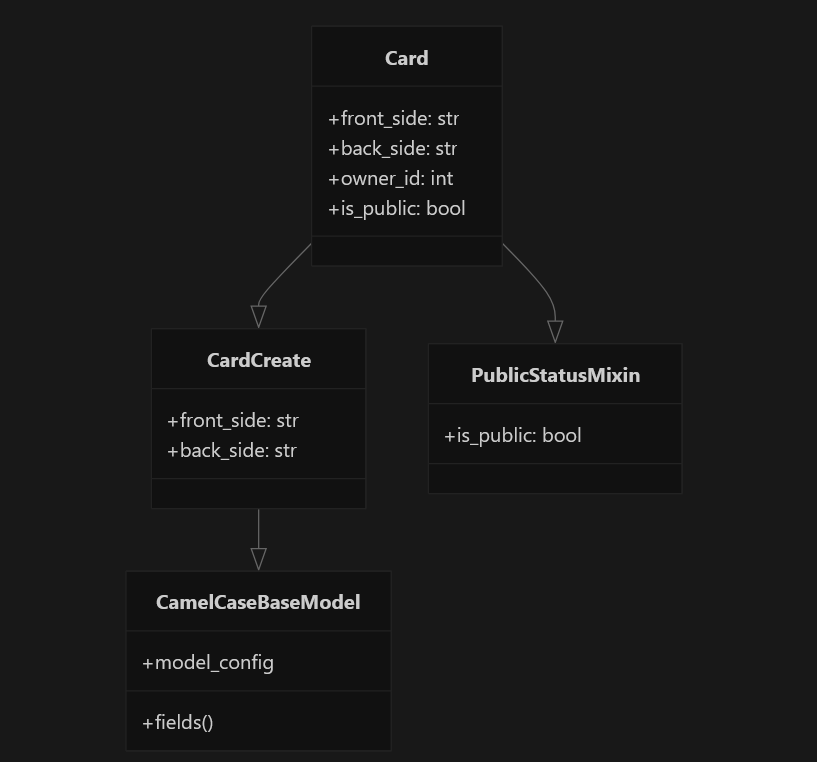 Card
+front_side: str
+back_side: str
+owner_id: int
+is_public: bool
CardCreate
+front_side: str
+back_side: str
PublicStatusMixin
+is_public: bool
CamelCaseBaseModel
+model_config
+fields()